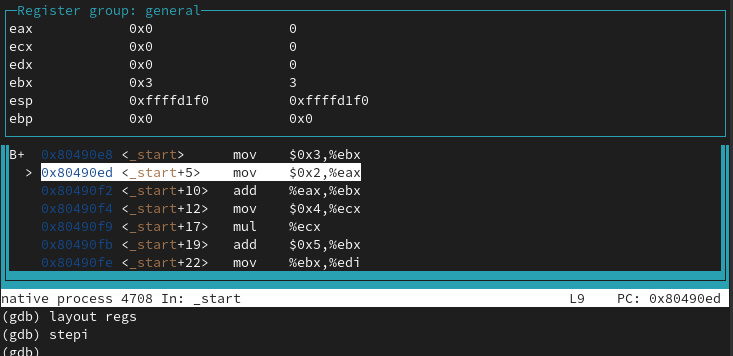 Register group: general
eax 0x0 0
ecx 0x0 0
edx 0x0 0
ebx 0x3 3
esp 0xffffd1f0 0xffffd1f0
ebp 0x0 0x0
B+ 0x80490e8 <_start> mov $0x3,%ebx
> 0x80490ed <_start+5> mov $0x2,%eax
0x80490f2 <_start+10> add %eax,%ebx
0x80490f4 <_start+12> mov $0x4,%ecx
0x80490f9 <_start+17> mul %ecx
0x80490fb <_start+19> add $0x5,%ebx
0x80490fe <_start+22> mov %ebx,%edi
native process 4708 In: _start L9 PC: 0x80490ed
(gdb) layout regs
(gdb) stepi
(gdb)